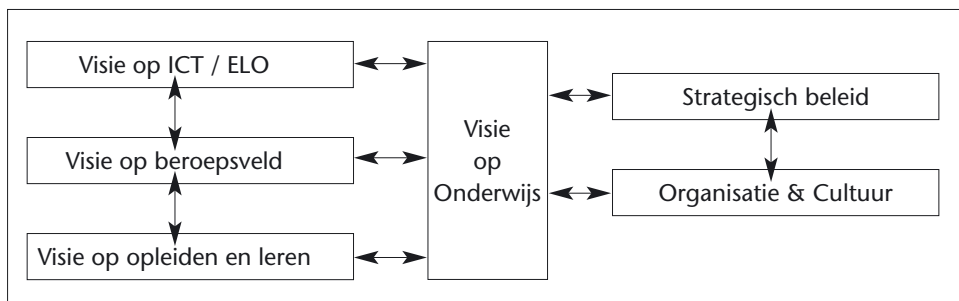 Visie op ICT / ELO
Visie op beroepsveld
Visie op opleiden en leren
Visie
op
Onderwijs
Strategisch beleid
Organisatie & Cultuur